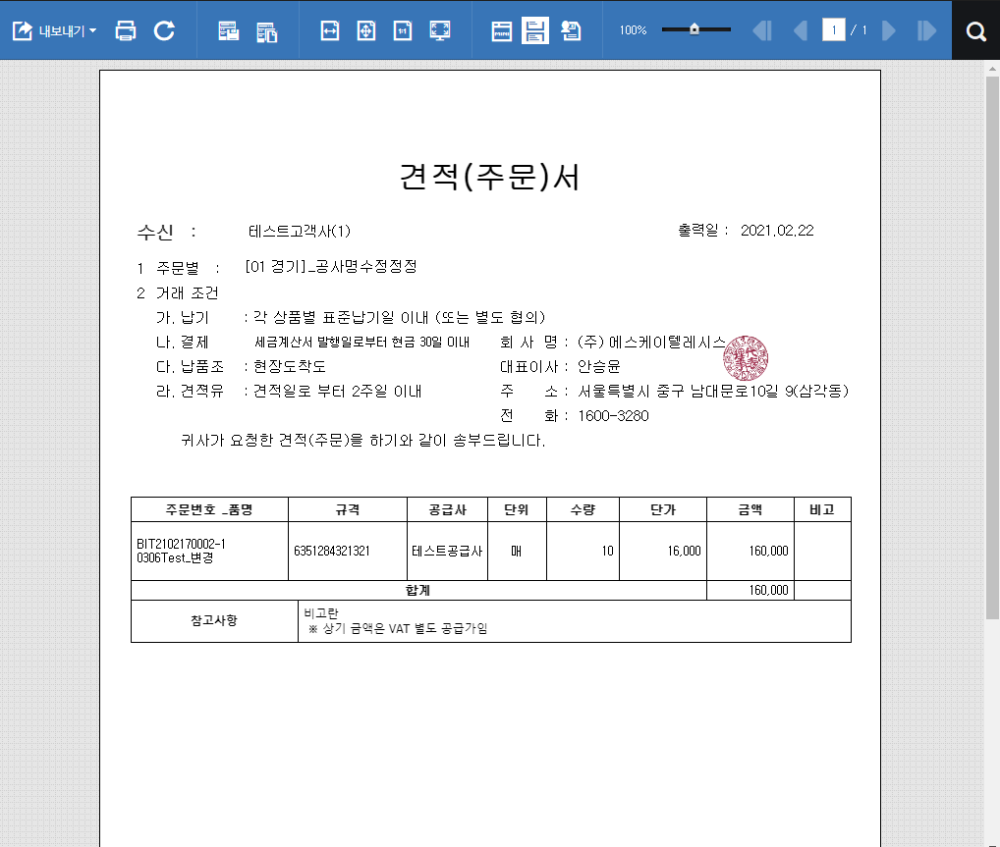 내보내기
100%
1 / 1
견적(주문)서
수신 : 테스트고객사(1)
출력일 : 2021.02.22
1 주문별 : [01 경기]_공사명수정정정
2 거래 조건
가. 납기 : 각 상품별 표준납기일 이내 (또는 별도 협의)
나. 결제 세금계산서 발행일로부터 현금 30일 이내 회 사 명 : (주) 에스케이텔레시스
다. 납품조 : 현장도착도 대표이사 : 안승윤
라. 견젹유 : 견적일로 부터 2주일 이내 주 소 : 서울특별시 중구 남대문로10길 9(삼각동)
전 화 : 1600-3280
귀사가 요청한 견적(주문)을 하기와 같이 송부드립니다.
주문번호 _품명 규격 공급사 단위 수량 단가 금액 비고
BIT2102170002-1
0306Test_변경
6351284321321 테스트공급사 매 10 16,000 160,000
합계 160,000
참고사항
비고란
※ 상기 금액은 VAT 별도 공급가임